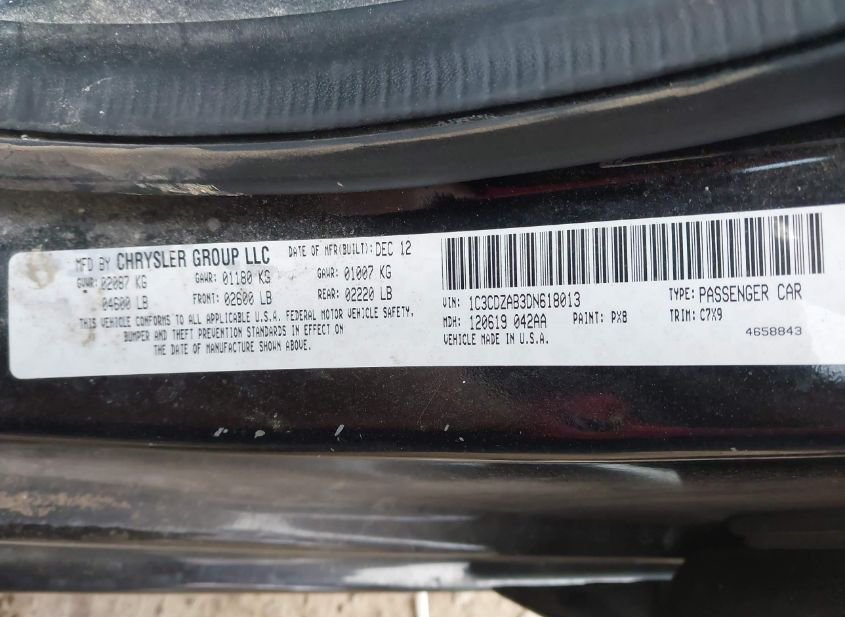 MFD BY CHRYSLER GROUP LLC DATE OF MFR(BUILT): DEC 12
GVWR: 02087 KG GAWR: 01180 KG GAWR: 01007 KG
04600 LB FRONT: 02600 LB REAR: 02220 LB
THIS VEHICLE CONFORMS TO ALL APPLICABLE U.S.A. FEDERAL MOTOR VEHICLE SAFETY,
BUMPER AND THEFT PREVENTION STANDARDS IN EFFECT ON
THE DATE OF MANUFACTURE SHOWN ABOVE.
VIN: 1C3CDZAB3DN618013 TYPE: PASSENGER CAR
MDH: 120619 042AA PAINT: PX8 TRIM: C7X9
VEHICLE MADE IN U.S.A. 4658843